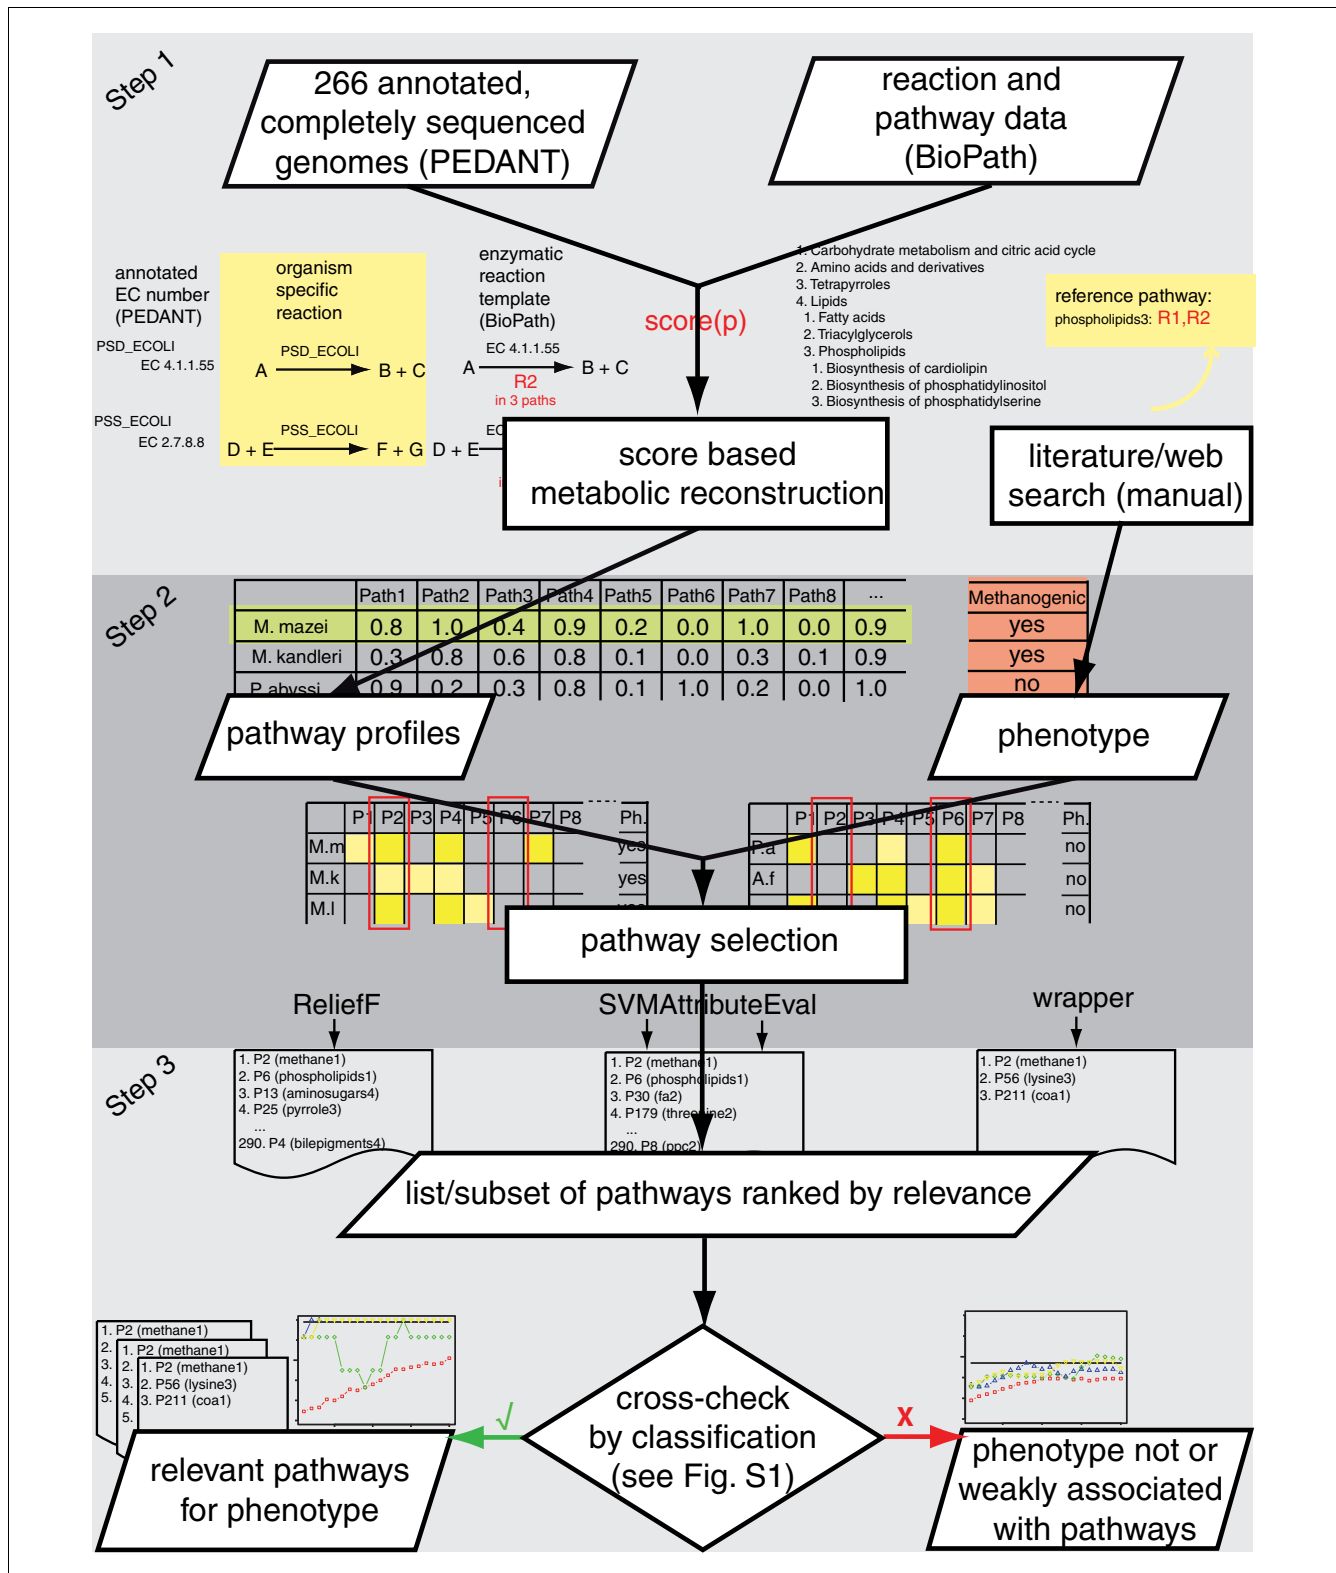 Step 1
266 annotated,
completely sequenced
genomes (PEDANT)
reaction and
pathway data
(BioPath)
annotated
EC number
(PEDANT)
organism
specific
reaction
enzymatic
reaction
template
(BioPath)
score(p)
1. Carbohydrate metabolism and citric acid cycle
2. Amino acids and derivatives
3. Tetrapyrroles
4. Lipids
1. Fatty acids
2. Triacylglycerols
3. Phospholipids
1. Biosynthesis of cardiolipin
2. Biosynthesis of phosphatidylinositol
3. Biosynthesis of phosphatidylserine
reference pathway:
phospholipids3: R1,R2
PSD_ECOLI
EC 4.1.1.55
PSD_ECOLI
A B + C
EC 4.1.1.55
A B + C
R2
in 3 paths
PSS_ECOLI
EC 2.7.8.8
PSS_ECOLI
D + E F + G
EC
D + E
score based
metabolic reconstruction
literature/web
search (manual)
Step 2
Path1 Path2 Path3 Path4 Path5 Path6 Path7 Path8 ...
M. mazei 0.8 1.0 0.4 0.9 0.2 0.0 1.0 0.0 0.9
M. kandleri 0.3 0.8 0.6 0.8 0.1 0.0 0.3 0.1 0.9
P. abyssi 0.9 0.2 0.3 0.8 0.1 1.0 0.2 0.0 1.0
Methanogenic
yes
yes
no
pathway profiles
phenotype
P1 P2 P3 P4 P5 P6 P7 P8 Ph.
M.m yes
M.k yes
M.l yes
P1 P2 P3 P4 P5 P6 P7 P8 Ph.
P.a no
A.f no
no
pathway selection
ReliefF
SVMAttributeEval
wrapper
Step 3
1. P2 (methane1)
2. P6 (phospholipids1)
3. P13 (aminosugars4)
4. P25 (pyrrole3)
...
290. P4 (bilepigments4)
1. P2 (methane1)
2. P6 (phospholipids1)
3. P30 (fa2)
4. P179 (threonine2)
...
290. P8 (ppc2)
1. P2 (methane1)
2. P56 (lysine3)
3. P211 (coa1)
list/subset of pathways ranked by relevance
1. P2 (methane1)
2.
3.
4.
5.
1. P2 (methane1)
2.
3.
4.
5.
1. P2 (methane1)
2. P56 (lysine3)
3. P211 (coa1)
cross-check
by classification
(see Fig. S1)
√
X
relevant pathways
for phenotype
phenotype not or
weakly associated
with pathways